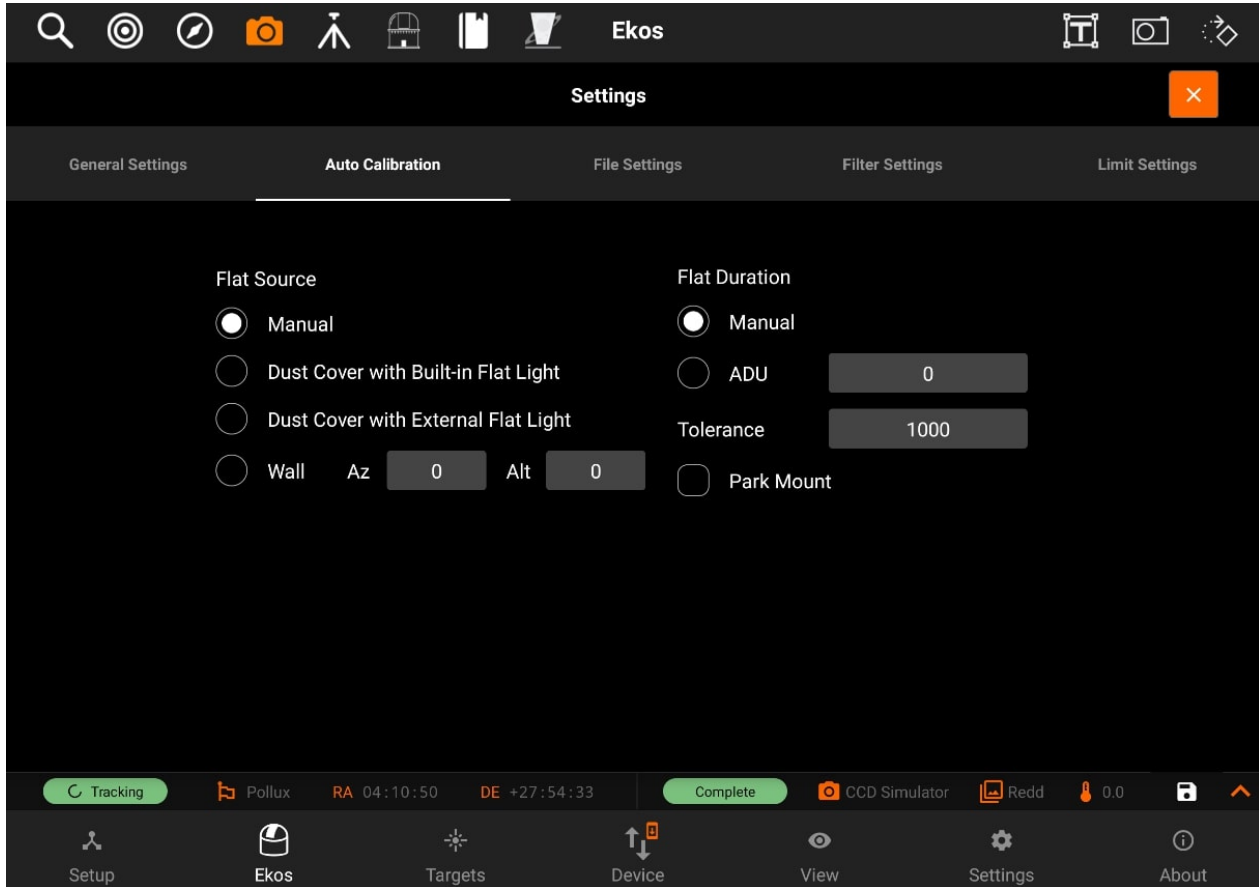 Ekos
Settings
General Settings Auto Calibration File Settings Filter Settings Limit Settings
Flat Source
Manual
Dust Cover with Built-in Flat Light
Dust Cover with External Flat Light
Wall Az 0 Alt 0
Flat Duration
Manual
ADU 0
Tolerance 1000
Park Mount
Tracking Pollux RA 04:10:50 DE +27:54:33 Complete CCD Simulator Redd 0.0
Setup Ekos Targets Device View Settings About